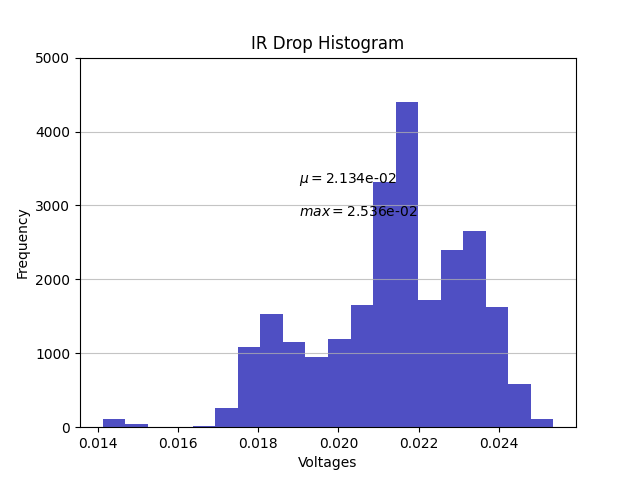 IR Drop Histogram
5000
4000
3000
2000
1000
0
Frequency
μ = 2.134e-02
max = 2.536e-02
0.014 0.016 0.018 0.020 0.022 0.024
Voltages